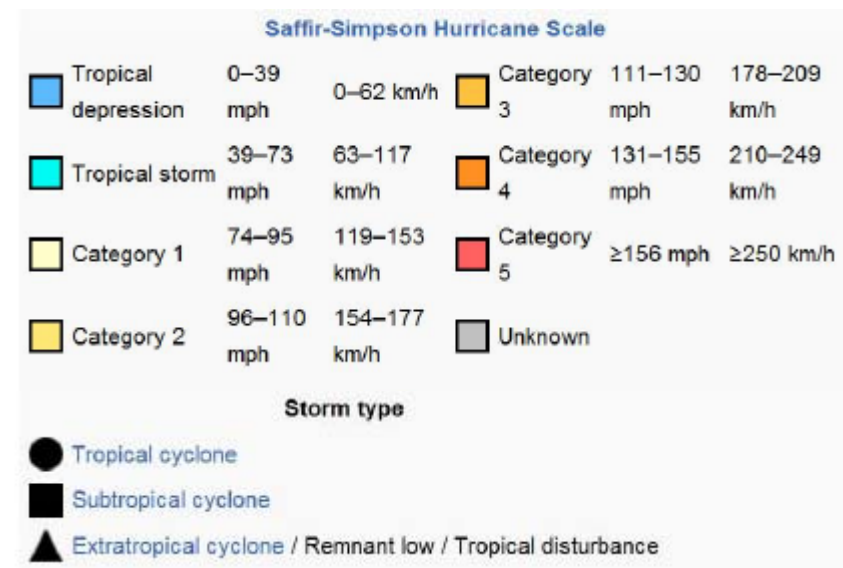 Saffir-Simpson Hurricane Scale
Tropical depression 0–39 mph 0–62 km/h Category 3 111–130 mph 178–209 km/h
Tropical storm 39–73 mph 63–117 km/h Category 4 131–155 mph 210–249 km/h
Category 1 74–95 mph 119–153 km/h Category 5 ≥156 mph ≥250 km/h
Category 2 96–110 mph 154–177 km/h Unknown
Storm type
Tropical cyclone
Subtropical cyclone
Extratropical cyclone / Remnant low / Tropical disturbance